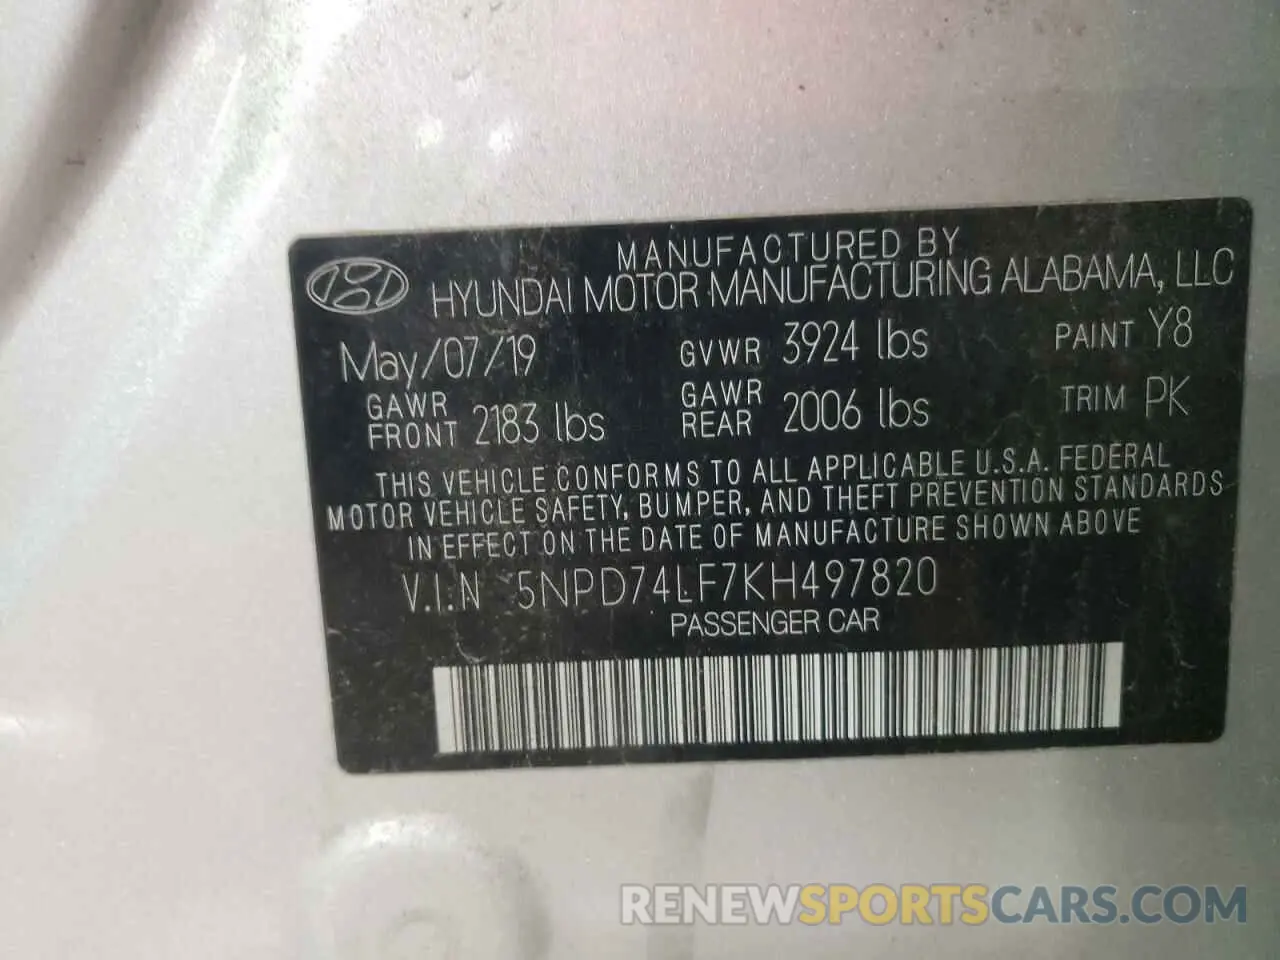 MANUFACTURED BY
HYUNDAI MOTOR MANUFACTURING ALABAMA, LLC
May/07/19 GVWR 3924 lbs PAINT Y8
GAWR FRONT 2183 lbs GAWR REAR 2006 lbs TRIM PK
THIS VEHICLE CONFORMS TO ALL APPLICABLE U.S.A. FEDERAL
MOTOR VEHICLE SAFETY, BUMPER, AND THEFT PREVENTION STANDARDS
IN EFFECT ON THE DATE OF MANUFACTURE SHOWN ABOVE
V.I.N 5NPD74LF7KH497820
PASSENGER CAR
RENEWSPORTSCARS.COM